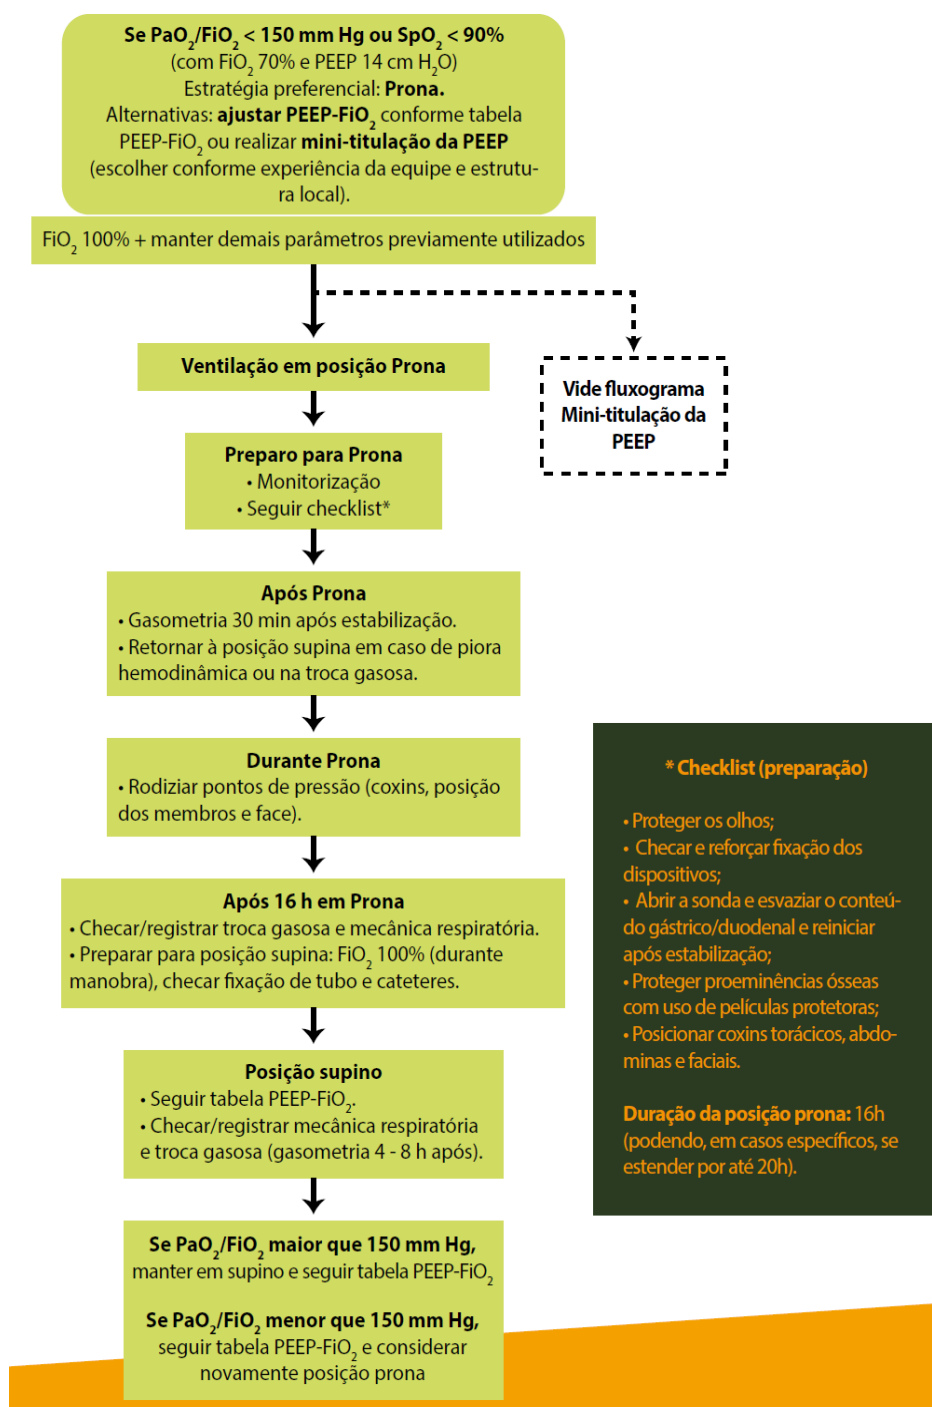 Se PaO2/FiO2 < 150 mm Hg ou SpO2 < 90%
(com FiO2 70% e PEEP 14 cm H2O)
Estratégia preferencial: Prona.
Alternativas: ajustar PEEP-FiO2 conforme tabela
PEEP-FiO2 ou realizar mini-titulação da PEEP
(escolher conforme experiência da equipe e estrutu-
ra local).
FiO2 100% + manter demais parâmetros previamente utilizados
Ventilação em posição Prona
Vide fluxograma
Mini-titulação da
PEEP
Preparo para Prona
• Monitorização
• Seguir checklist*
Após Prona
• Gasometria 30 min após estabilização.
• Retornar à posição supina em caso de piora
hemodinâmica ou na troca gasosa.
Durante Prona
• Rodiziar pontos de pressão (coxins, posição
dos membros e face).
Após 16 h em Prona
• Checar/registrar troca gasosa e mecânica respiratória.
• Preparar para posição supina: FiO2 100% (durante
manobra), checar fixação de tubo e cateteres.
Posição supino
• Seguir tabela PEEP-FiO2.
• Checar/registrar mecânica respiratória
e troca gasosa (gasometria 4 - 8 h após).
Se PaO2/FiO2 maior que 150 mm Hg,
manter em supino e seguir tabela PEEP-FiO2
Se PaO2/FiO2 menor que 150 mm Hg,
seguir tabela PEEP-FiO2 e considerar
novamente posição prona
* Checklist (preparação)
• Proteger os olhos;
• Checar e reforçar fixação dos
dispositivos;
• Abrir a sonda e esvaziar o conteú-
do gástrico/duodenal e reiniciar
após estabilização;
• Proteger proeminências ósseas
com uso de películas protetoras;
• Posicionar coxins torácicos, abdo-
minas e faciais.
Duração da posição prona: 16h
(podendo, em casos específicos, se
estender por até 20h).